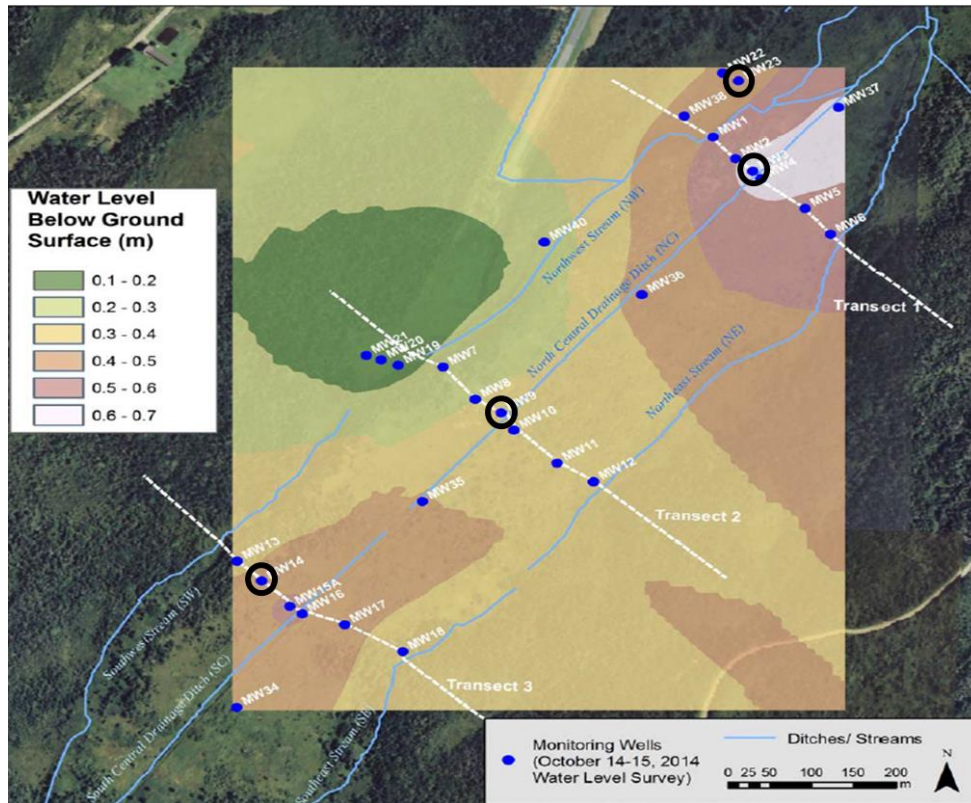 MW22
MW23
MW38
MW37
MW1
MW2
MW3
MW4
MW5
MW6
Water Level
Below Ground
Surface (m)
0.1 - 0.2
0.2 - 0.3
0.3 - 0.4
0.4 - 0.5
0.5 - 0.6
0.6 - 0.7
MW40
Northwest Stream (NW)
North Central Drainage Ditch (NC)
MW36
Northeast Stream (NE)
Transect 1
MW21
MW20
MW19
MW7
MW8
MW9
MW10
MW11
MW12
MW35
Transect 2
MW13
MW14
MW15A
MW16
MW17
MW18
Southwest Stream (SW)
South Central Drainage Ditch (SC)
Southeast Stream (SE)
MW34
Transect 3
Monitoring Wells
(October 14-15, 2014
Water Level Survey)
Ditches/ Streams
0 25 50 100 150 200
m
N